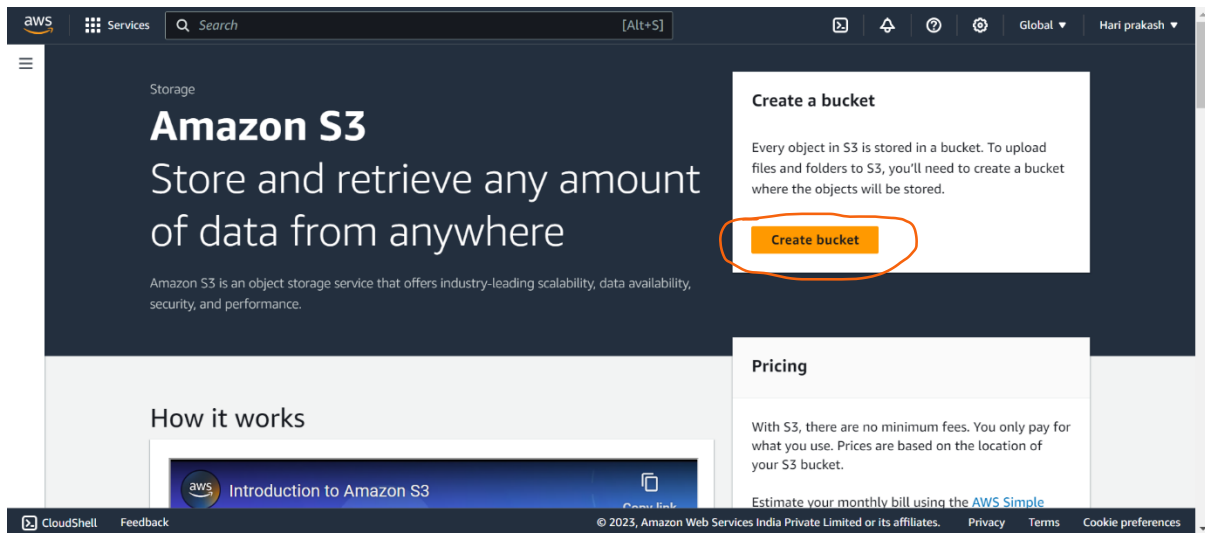 aws
Services
Search
[Alt+S]
Global ▼
Hari prakash ▼
Storage
Amazon S3
Store and retrieve any amount
of data from anywhere
Amazon S3 is an object storage service that offers industry-leading scalability, data availability,
security, and performance.
Create a bucket
Every object in S3 is stored in a bucket. To upload
files and folders to S3, you'll need to create a bucket
where the objects will be stored.
Create bucket
Pricing
With S3, there are no minimum fees. You only pay for
what you use. Prices are based on the location of
your S3 bucket.
Estimate your monthly bill using the AWS Simple
How it works
aws
Introduction to Amazon S3
Copy link
CloudShell
Feedback
© 2023, Amazon Web Services India Private Limited or its affiliates.
Privacy
Terms
Cookie preferences